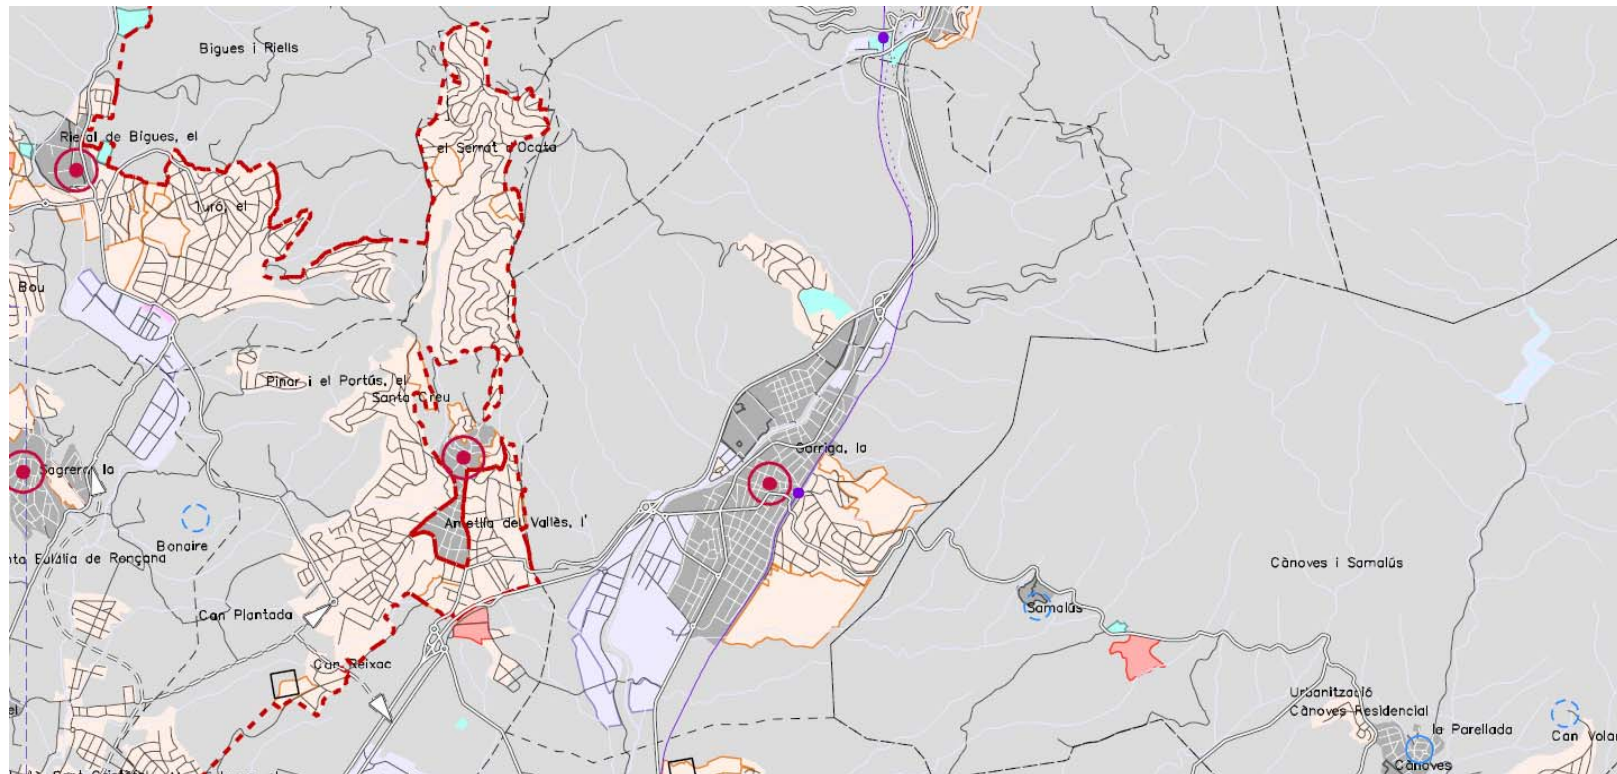 Bigues i Riells
Rieral de Bigues, el
el Serrat d'Ocata
Turó, el
Bou
Pinar i el Portús, el
Santa Creu
Garriga, la
Sagrera, la
Ametlla del Vallès, l'
Bonaire
nta Eulàlia de Ronçana
Cànoves i Samalús
Samalús
Can Plantada
Can Reixac
Urbanització
Cànoves Residencial
el
la Parellada
Can Volar
Cànoves